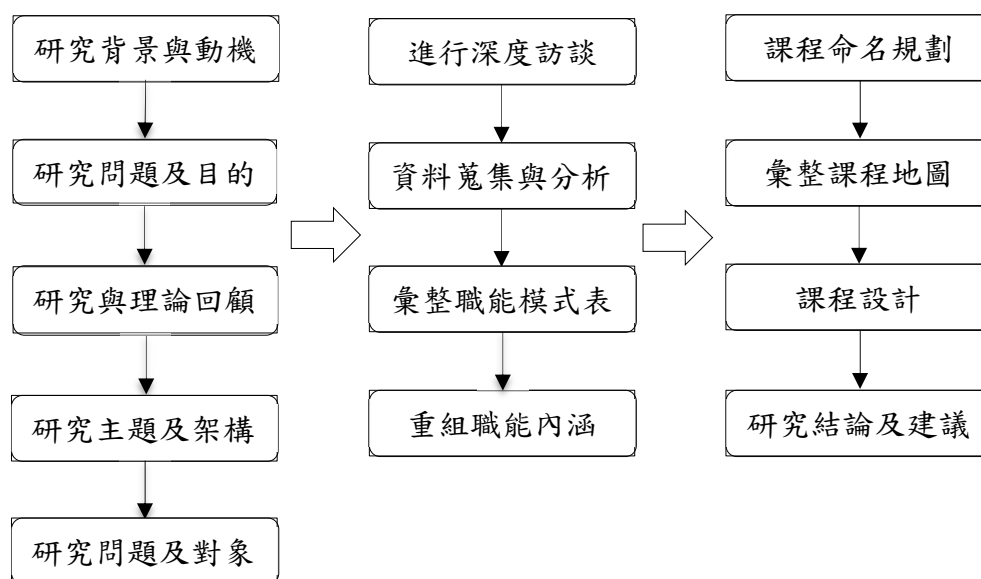 研究背景與動機
研究問題及目的
研究與理論回顧
研究主題及架構
研究問題及對象
進行深度訪談
資料蒐集與分析
彙整職能模式表
重組職能內涵
課程命名規劃
彙整課程地圖
課程設計
研究結論及建議